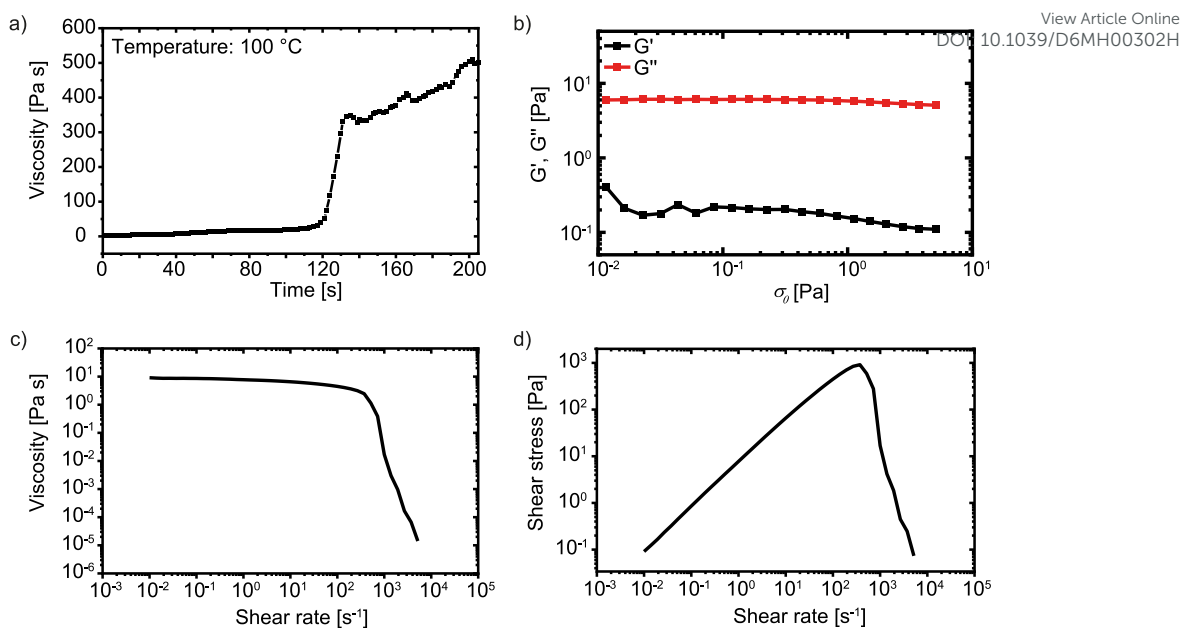 View Article Online
DOI: 10.1039/D6MH00302H
a)
Temperature: 100 °C
Viscosity [Pa s]
600
500
400
300
200
100
0
0 40 80 120 160 200
Time [s]
b)
G'
G''
G', G'' [Pa]
10¹
10⁰
10⁻¹
10⁻² 10⁻¹ 10⁰ 10¹
σ₀ [Pa]
c)
Viscosity [Pa s]
10²
10¹
10⁰
10⁻¹
10⁻²
10⁻³
10⁻⁴
10⁻⁵
10⁻⁶
10⁻³ 10⁻² 10⁻¹ 10⁰ 10¹ 10² 10³ 10⁴ 10⁵
Shear rate [s⁻¹]
d)
Shear stress [Pa]
10³
10²
10¹
10⁰
10⁻¹
10⁻³ 10⁻² 10⁻¹ 10⁰ 10¹ 10² 10³ 10⁴ 10⁵
Shear rate [s⁻¹]